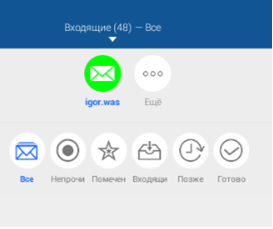 Входящие (48) — Все
igor.was Ещё
Все Непрочи Помечен Входящи Позже Готово